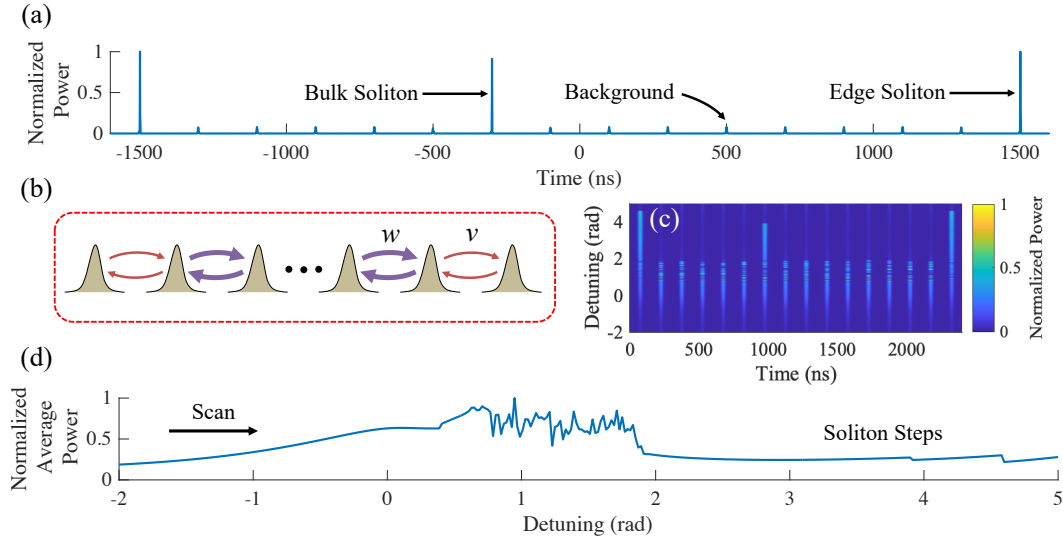 (a)
Normalized
Power
1
0.5
0
Bulk Soliton
Background
Edge Soliton
-1500 -1000 -500 0 500 1000 1500
Time (ns)
(b)
w v
(c)
Detuning (rad)
4
2
0
-2
0 1000 2000
Time (ns)
1
0.5
0
Normalized Power
(d)
Normalized
Average
Power
1
0.5
0
Scan
Soliton Steps
-2 -1 0 1 2 3 4 5
Detuning (rad)